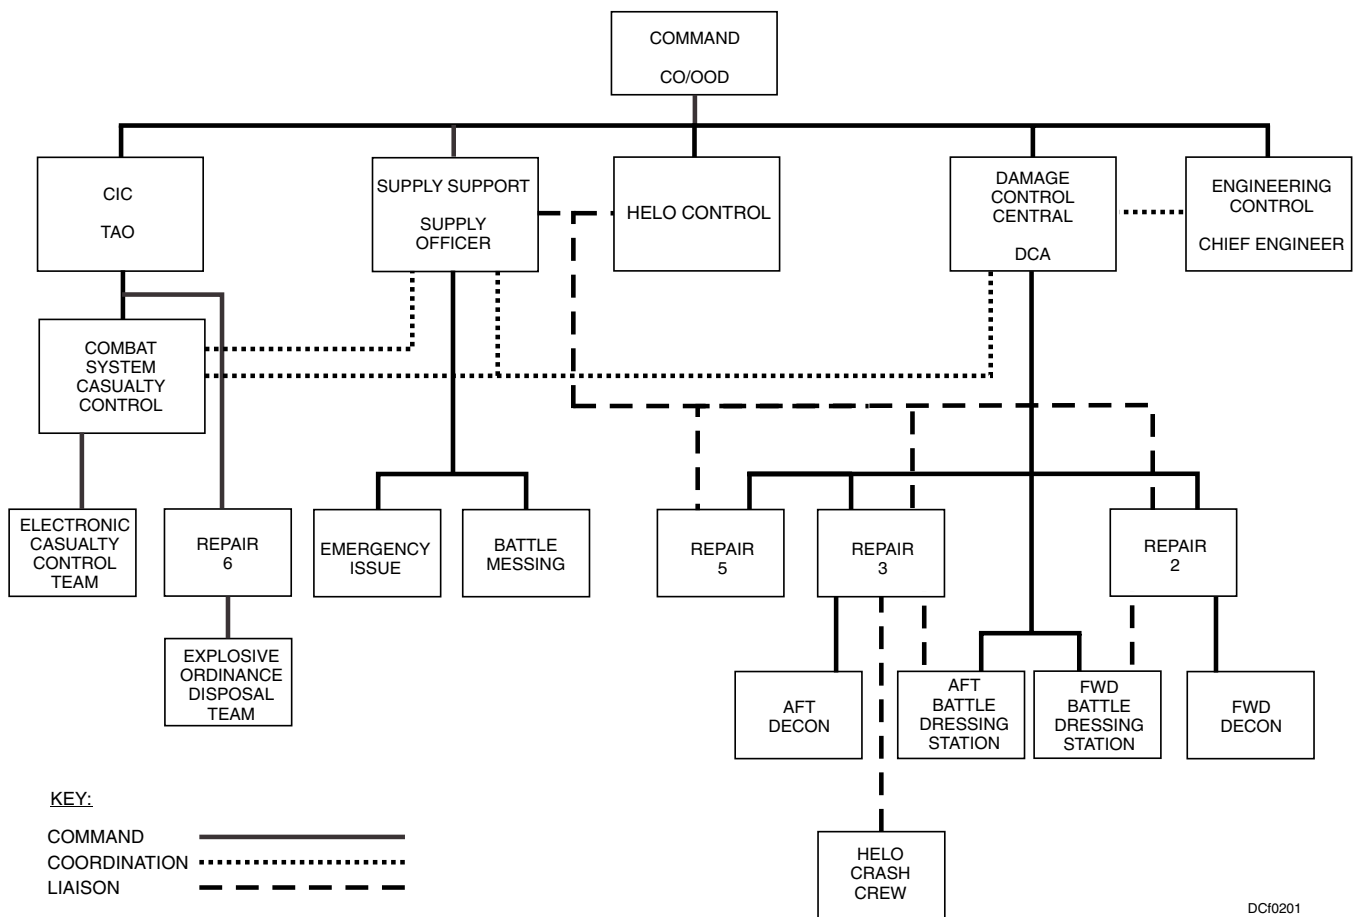 COMMAND
CO/OOD
CIC
TAO
SUPPLY SUPPORT
SUPPLY
OFFICER
HELO CONTROL
DAMAGE
CONTROL
CENTRAL
DCA
ENGINEERING
CONTROL
CHIEF ENGINEER
COMBAT
SYSTEM
CASUALTY
CONTROL
ELECTRONIC
CASUALTY
CONTROL
TEAM
REPAIR
6
EMERGENCY
ISSUE
BATTLE
MESSING
REPAIR
5
REPAIR
3
REPAIR
2
EXPLOSIVE
ORDINANCE
DISPOSAL
TEAM
AFT
DECON
AFT
BATTLE
DRESSING
STATION
FWD
BATTLE
DRESSING
STATION
FWD
DECON
HELO
CRASH
CREW
KEY:
COMMAND
COORDINATION
LIAISON
DCf0201